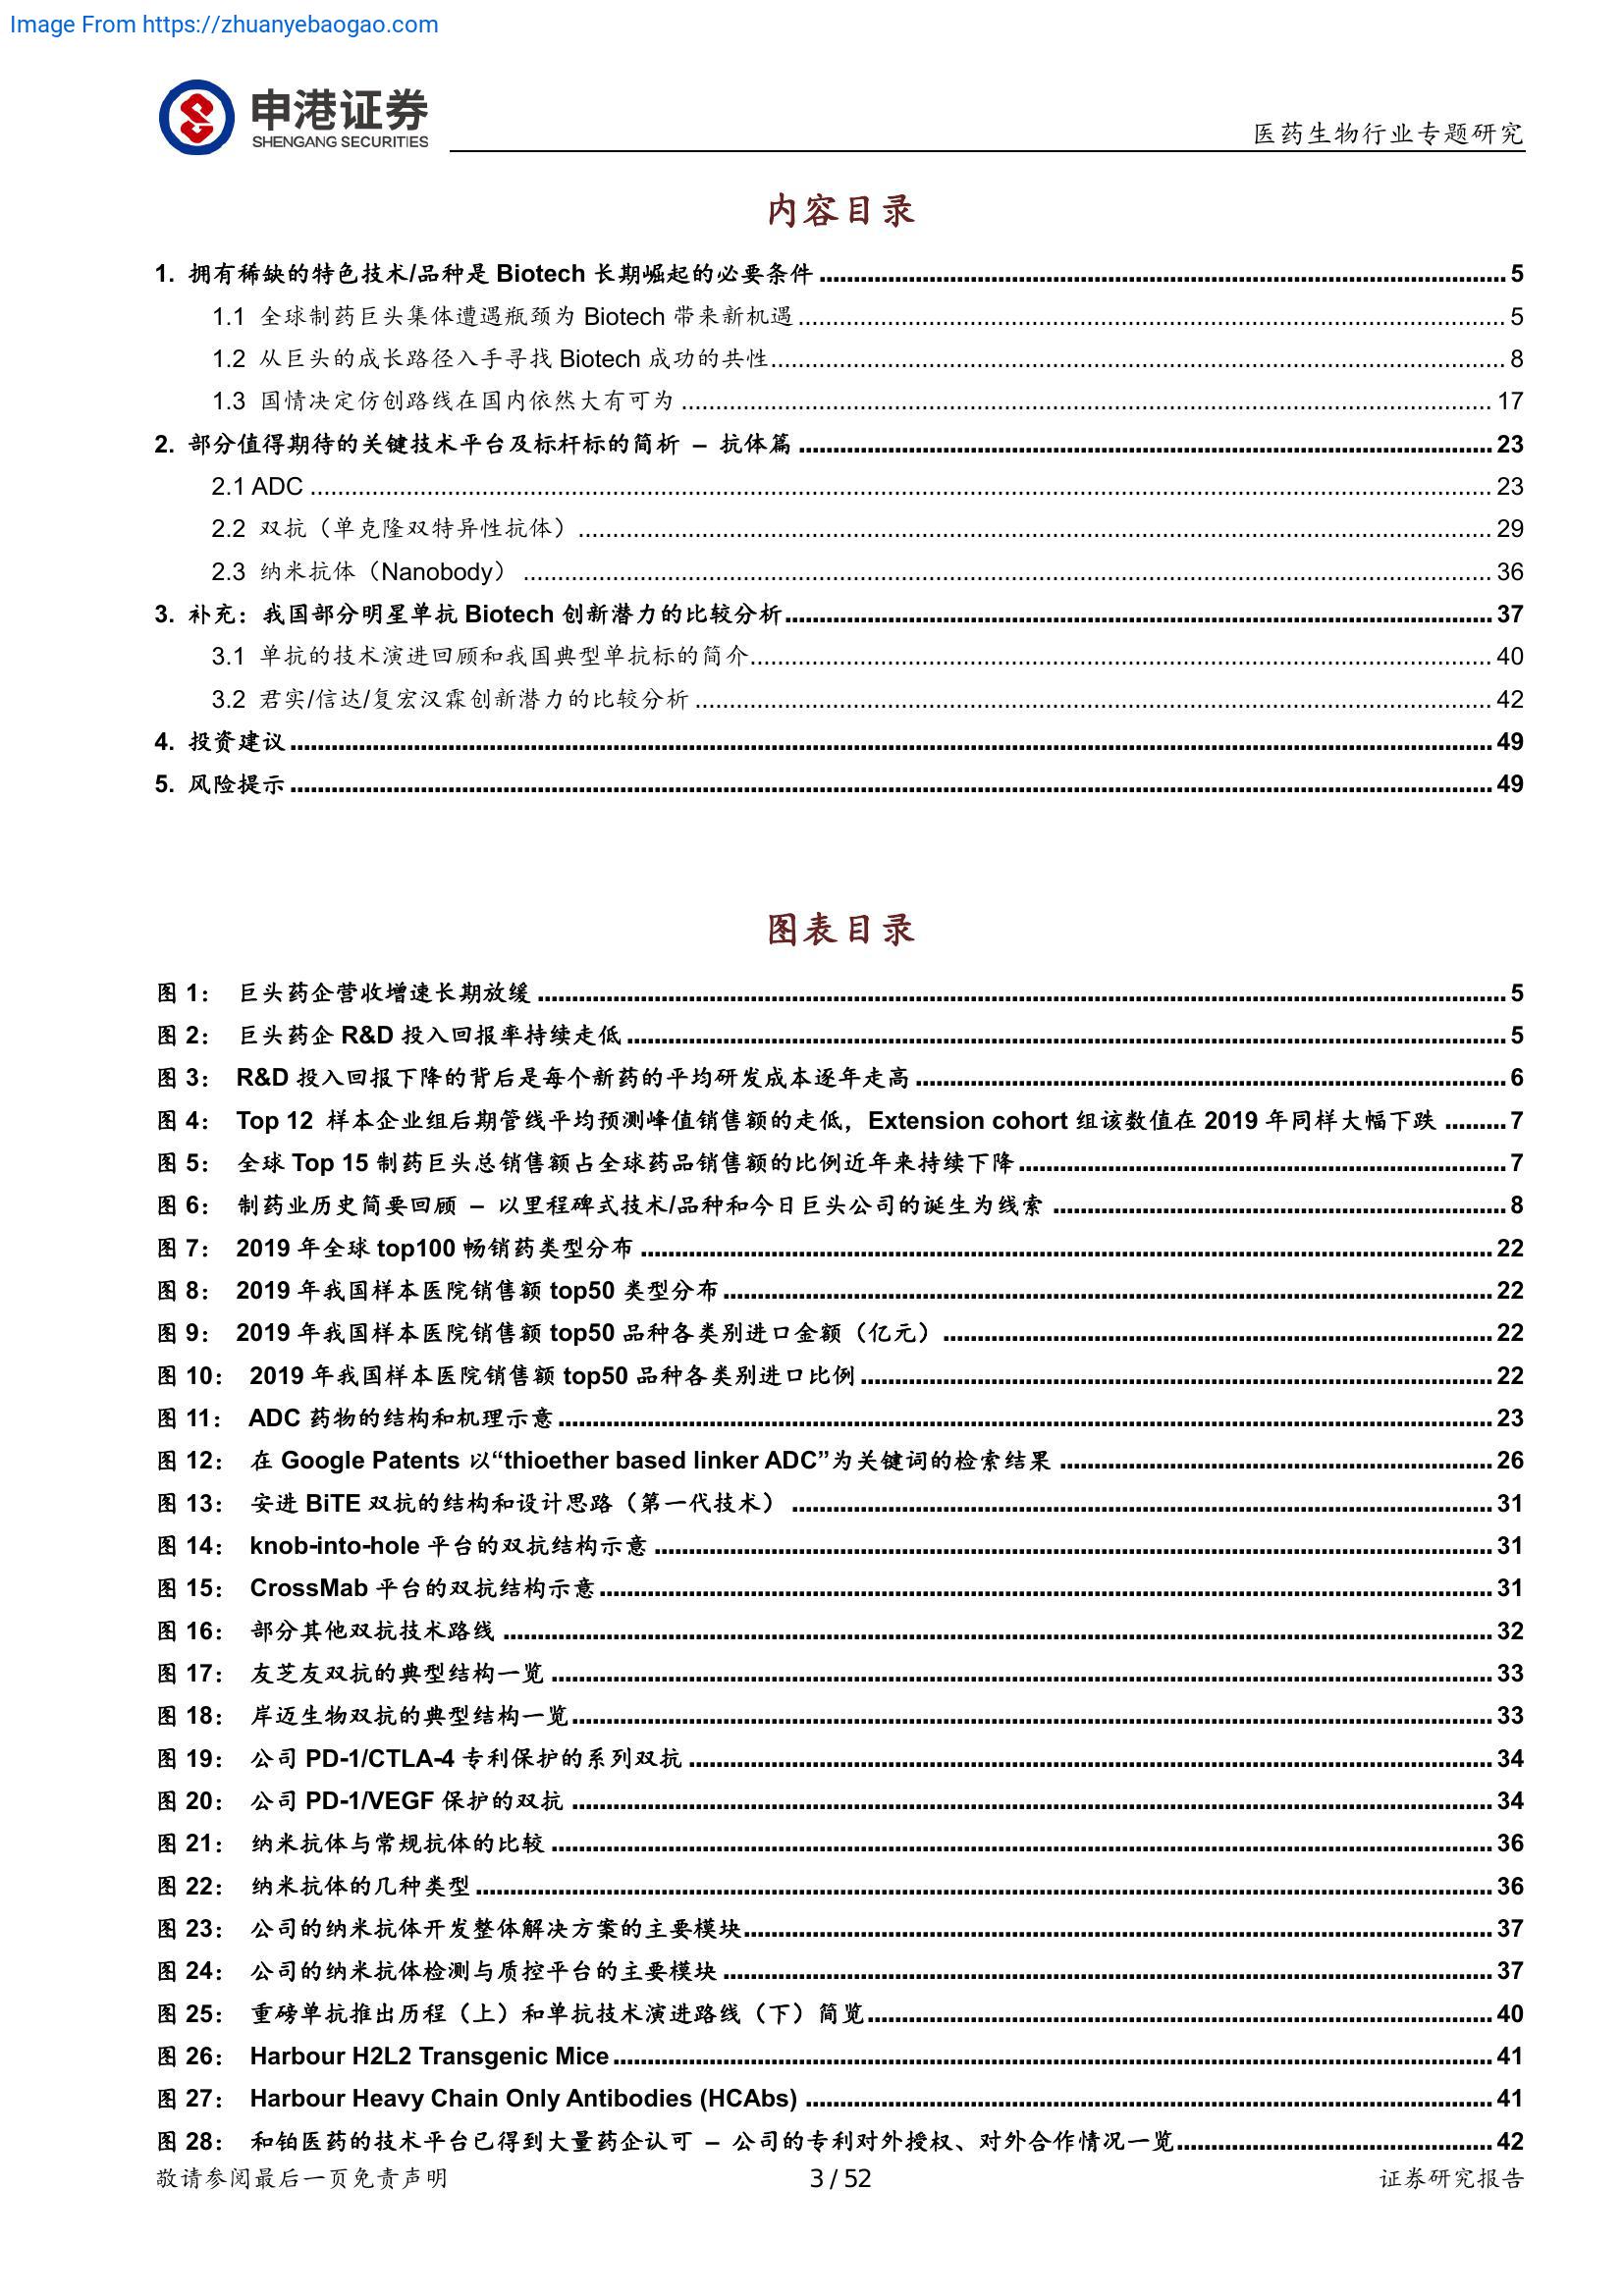 Image From https://zhuanyebaogao.com
申港证券
SHENGANG SECURITIES
医药生物行业专题研究
内容目录
1. 拥有稀缺的特色技术/品种是 Biotech 长期崛起的必要条件 ........ 5
1.1 全球制药巨头集体遭遇瓶颈为 Biotech 带来新机遇 ........ 5
1.2 从巨头的成长路径入手寻找 Biotech 成功的共性 ........ 8
1.3 国情决定仿创路线在国内依然大有可为 ........ 17
2. 部分值得期待的关键技术平台及标杆标的简析 – 抗体篇 ........ 23
2.1 ADC ........ 23
2.2 双抗（单克隆双特异性抗体） ........ 29
2.3 纳米抗体（Nanobody） ........ 36
3. 补充：我国部分明星单抗 Biotech 创新潜力的比较分析 ........ 37
3.1 单抗的技术演进回顾和我国典型单抗标的简介 ........ 40
3.2 君实/信达/复宏汉霖创新潜力的比较分析 ........ 42
4. 投资建议 ........ 49
5. 风险提示 ........ 49
图表目录
图 1： 巨头药企营收增速长期放缓 ........ 5
图 2： 巨头药企 R&D 投入回报率持续走低 ........ 5
图 3： R&D 投入回报下降的背后是每个新药的平均研发成本逐年走高 ........ 6
图 4： Top 12 样本企业组后期管线平均预测峰值销售额的走低，Extension cohort 组该数值在 2019 年同样大幅下跌 ........ 7
图 5： 全球 Top 15 制药巨头总销售额占全球药品销售额的比例近年来持续下降 ........ 7
图 6： 制药业历史简要回顾 – 以里程碑式技术/品种和今日巨头公司的诞生为线索 ........ 8
图 7： 2019 年全球 top100 畅销药类型分布 ........ 22
图 8： 2019 年我国样本医院销售额 top50 类型分布 ........ 22
图 9： 2019 年我国样本医院销售额 top50 品种各类别进口金额（亿元） ........ 22
图 10： 2019 年我国样本医院销售额 top50 品种各类别进口比例 ........ 22
图 11： ADC 药物的结构和机理示意 ........ 23
图 12： 在 Google Patents 以“thioether based linker ADC”为关键词的检索结果 ........ 26
图 13： 安进 BiTE 双抗的结构和设计思路（第一代技术） ........ 31
图 14： knob-into-hole 平台的双抗结构示意 ........ 31
图 15： CrossMab 平台的双抗结构示意 ........ 31
图 16： 部分其他双抗技术路线 ........ 32
图 17： 友芝友双抗的典型结构一览 ........ 33
图 18： 岸迈生物双抗的典型结构一览 ........ 33
图 19： 公司 PD-1/CTLA-4 专利保护的系列双抗 ........ 34
图 20： 公司 PD-1/VEGF 保护的双抗 ........ 34
图 21： 纳米抗体与常规抗体的比较 ........ 36
图 22： 纳米抗体的几种类型 ........ 36
图 23： 公司的纳米抗体开发整体解决方案的主要模块 ........ 37
图 24： 公司的纳米抗体检测与质控平台的主要模块 ........ 37
图 25： 重磅单抗推出历程（上）和单抗技术演进路线（下）简览 ........ 40
图 26： Harbour H2L2 Transgenic Mice ........ 41
图 27： Harbour Heavy Chain Only Antibodies (HCAbs) ........ 41
图 28： 和铂医药的技术平台已得到大量药企认可 – 公司的专利对外授权、对外合作情况一览 ........ 42
敬请参阅最后一页免责声明
3 / 52
证券研究报告